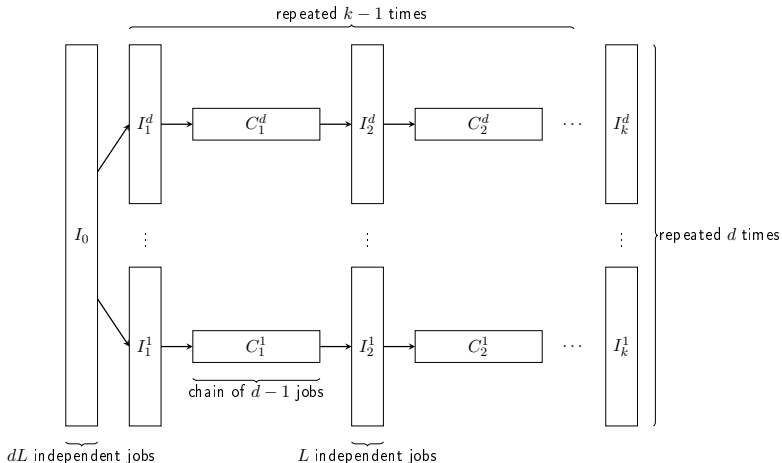 repeated k − 1 times
I_1^d C_1^d I_2^d C_2^d ⋯ I_k^d
I_0 ⋮ ⋮ ⋮ repeated d times
I_1^1 C_1^1 I_2^1 C_2^1 ⋯ I_k^1
chain of d − 1 jobs
dL independent jobs L independent jobs